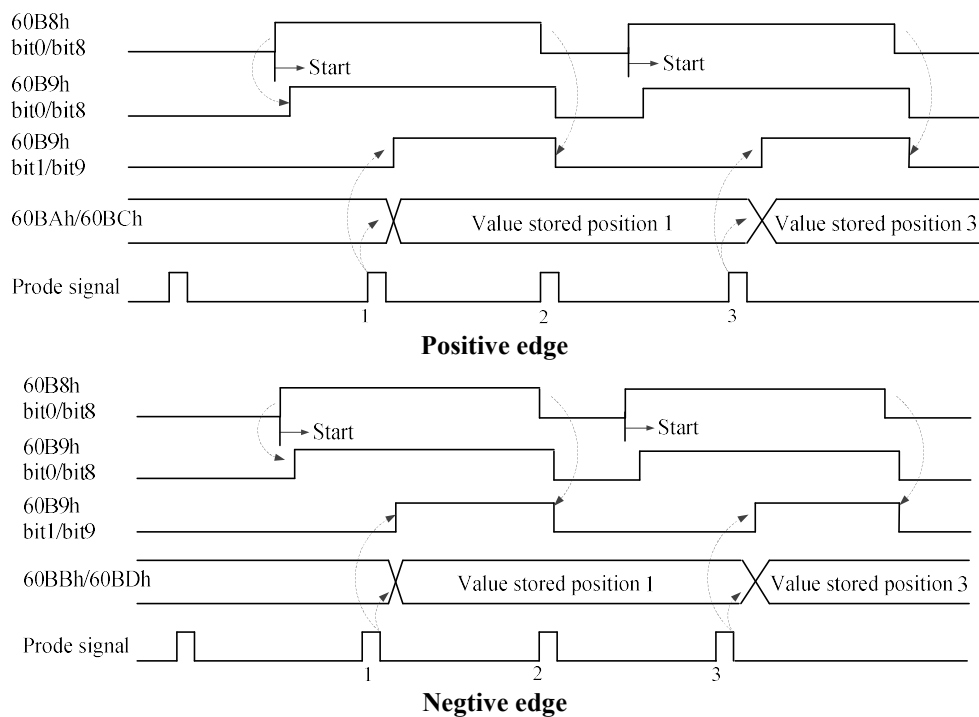 60B8h
bit0/bit8
Start
Start
60B9h
bit0/bit8
60B9h
bit1/bit9
60BAh/60BCh
Value stored position 1
Value stored position 3
Prode signal
1
2
3
Positive edge
60B8h
bit0/bit8
Start
Start
60B9h
bit0/bit8
60B9h
bit1/bit9
60BBh/60BDh
Value stored position 1
Value stored position 3
Prode signal
1
2
3
Negtive edge